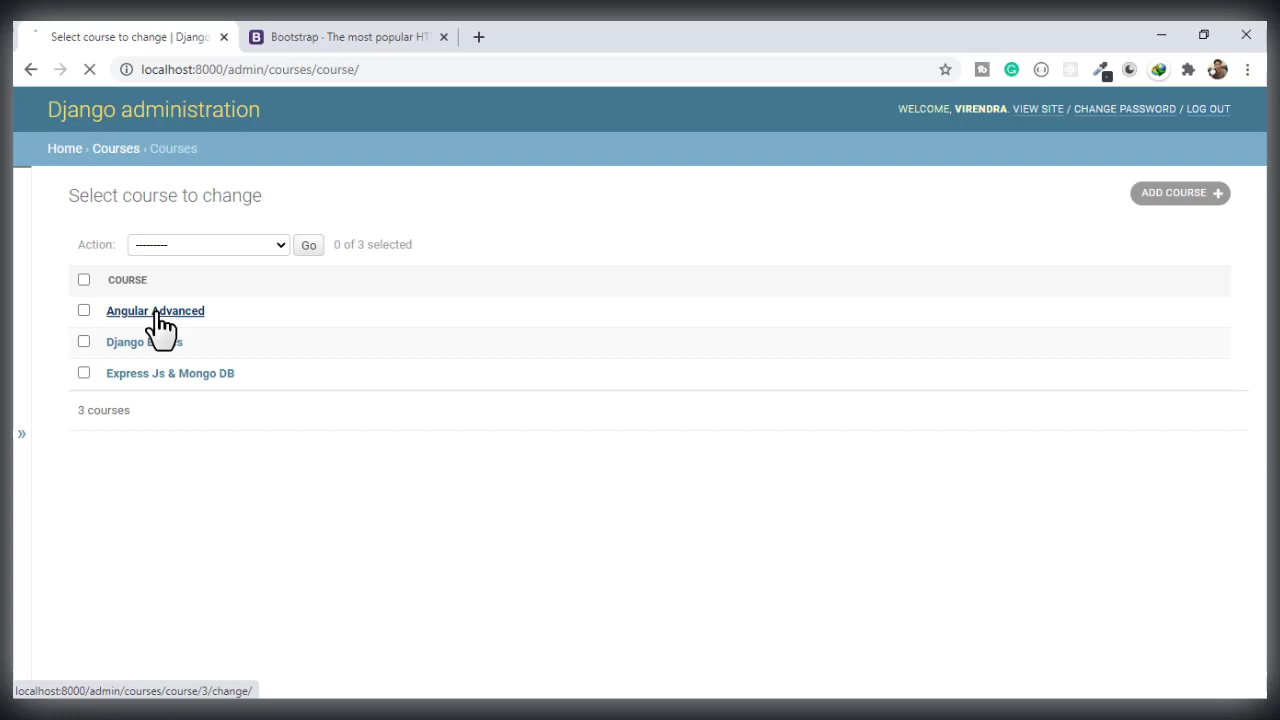 Select course to change | Django
Bootstrap - The most popular HT
localhost:8000/admin/courses/course/
Django administration
WELCOME, VIRENDRA. VIEW SITE / CHANGE PASSWORD / LOG OUT
Home › Courses › Courses
Select course to change
ADD COURSE +
Action: --------- Go 0 of 3 selected
COURSE
Angular Advanced
Django
Express Js & Mongo DB
3 courses
»
localhost:8000/admin/courses/course/3/change/